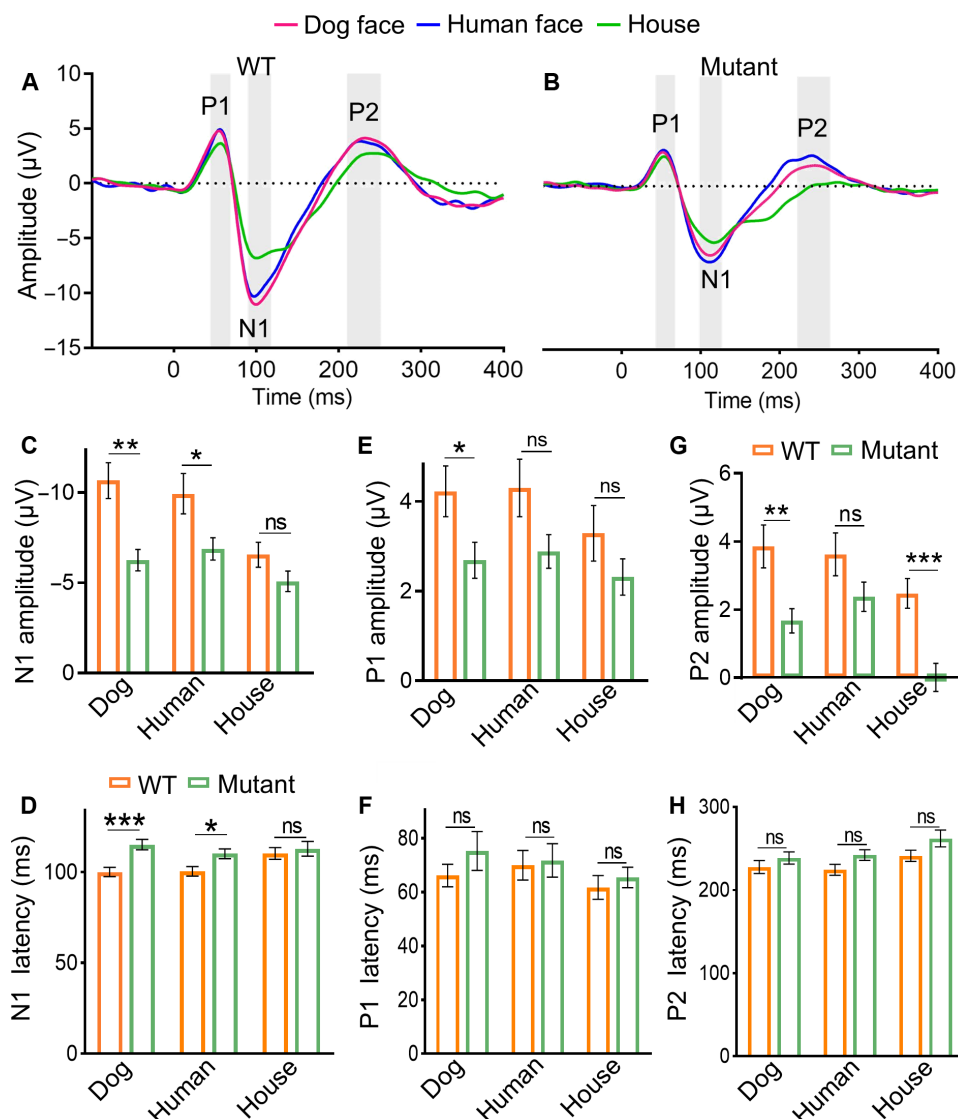 Dog face Human face House
A WT
P1
P2
N1
10
5
0
−5
−10
−15
Amplitude (μV)
0 100 200 300 400
Time (ms)
B Mutant
P1
P2
N1
0 100 200 300 400
Time (ms)
C
** * ns
−10
−5
0
N1 amplitude (μV)
Dog Human House
E
* ns ns
4
2
0
P1 amplitude (μV)
Dog Human House
G WT Mutant
** ns ***
6
4
2
0
P2 amplitude (μV)
Dog Human House
D WT Mutant
*** * ns
100
50
0
N1 latency (ms)
Dog Human House
F
ns ns ns
80
60
40
20
0
P1 latency (ms)
Dog Human House
H
ns ns ns
300
200
100
0
P2 latency (ms)
Dog Human House